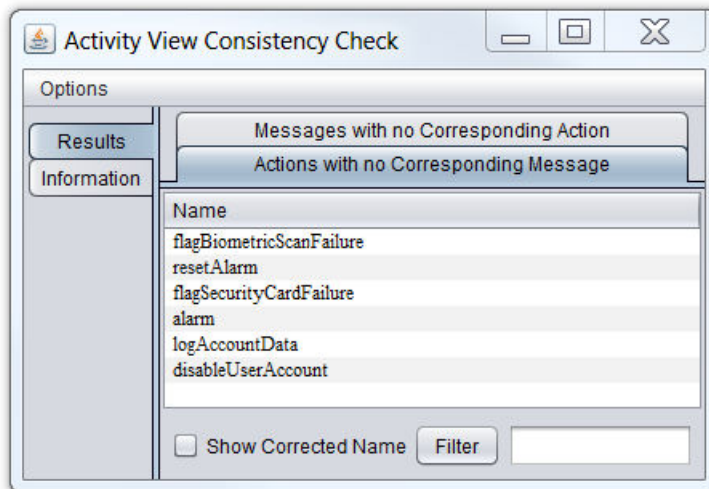 Activity View Consistency Check
Options
Results
Information
Messages with no Corresponding Action
Actions with no Corresponding Message
Name
flagBiometricScanFailure
resetAlarm
flagSecurityCardFailure
alarm
logAccountData
disableUserAccount
Show Corrected Name Filter